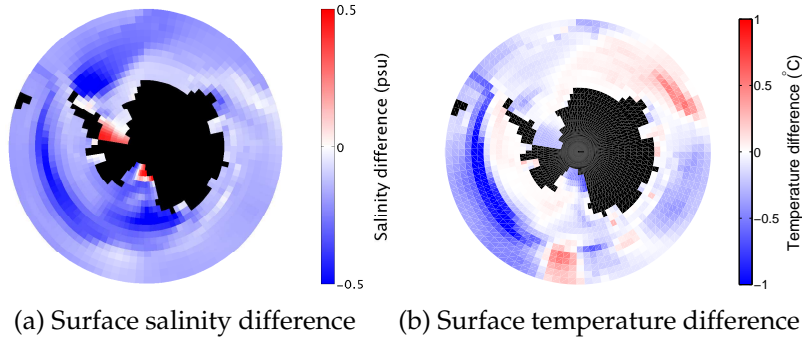 0.5
0
−0.5
Salinity difference (psu)
1
0.5
0
−0.5
−1
Temperature difference (°C)
(a) Surface salinity difference
(b) Surface temperature difference